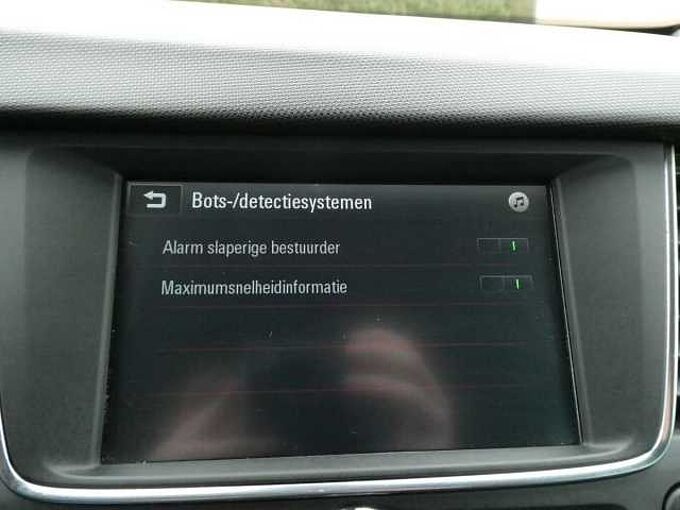 Bots-/detectiesystemen
Alarm slaperige bestuurder
Maximumsnelheidinformatie